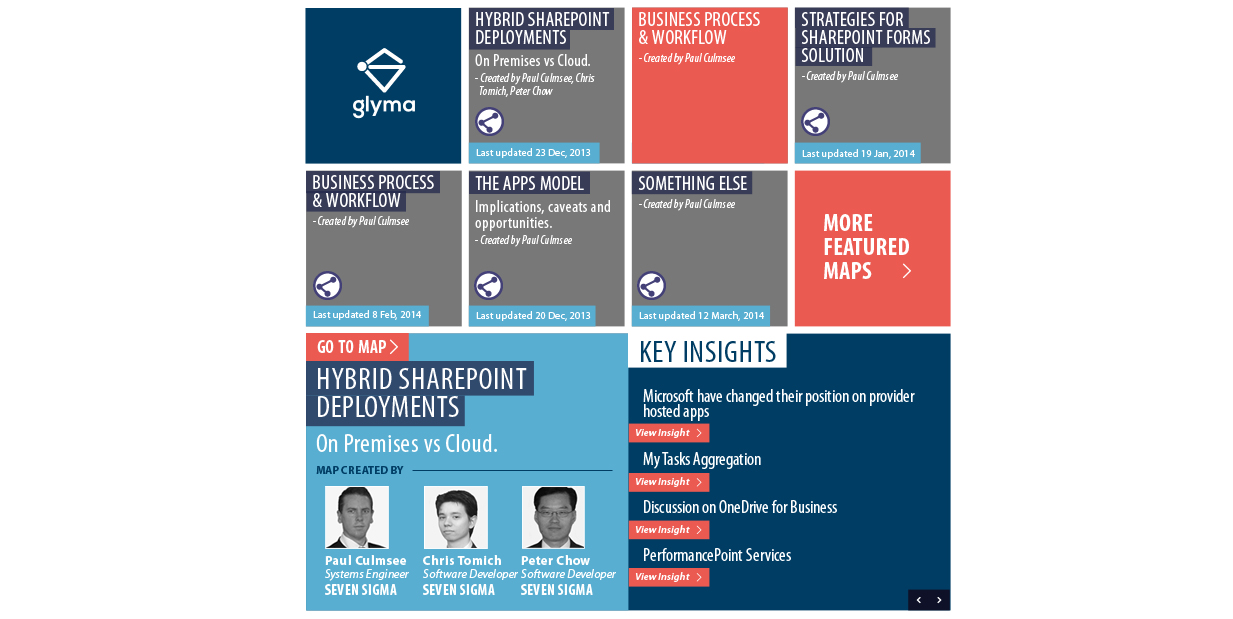 glyma
HYBRID SHAREPOINT
DEPLOYMENTS
On Premises vs Cloud.
- Created by Paul Culmsee, Chris
Tomich, Peter Chow
Last updated 23 Dec, 2013
BUSINESS PROCESS
& WORKFLOW
- Created by Paul Culmsee
STRATEGIES FOR
SHAREPOINT FORMS
SOLUTION
- Created by Paul Culmsee
Last updated 19 Jan, 2014
BUSINESS PROCESS
& WORKFLOW
- Created by Paul Culmsee
Last updated 8 Feb, 2014
THE APPS MODEL
Implications, caveats and
opportunities.
- Created by Paul Culmsee
Last updated 20 Dec, 2013
SOMETHING ELSE
- Created by Paul Culmsee
Last updated 12 March, 2014
MORE
FEATURED
MAPS
GO TO MAP
HYBRID SHAREPOINT
DEPLOYMENTS
On Premises vs Cloud.
MAP CREATED BY
Paul Culmsee
Systems Engineer
SEVEN SIGMA
Chris Tomich
Software Developer
SEVEN SIGMA
Peter Chow
Software Developer
SEVEN SIGMA
KEY INSIGHTS
Microsoft have changed their position on provider
hosted apps
View Insight
My Tasks Aggregation
View Insight
Discussion on OneDrive for Business
View Insight
PerformancePoint Services
View Insight